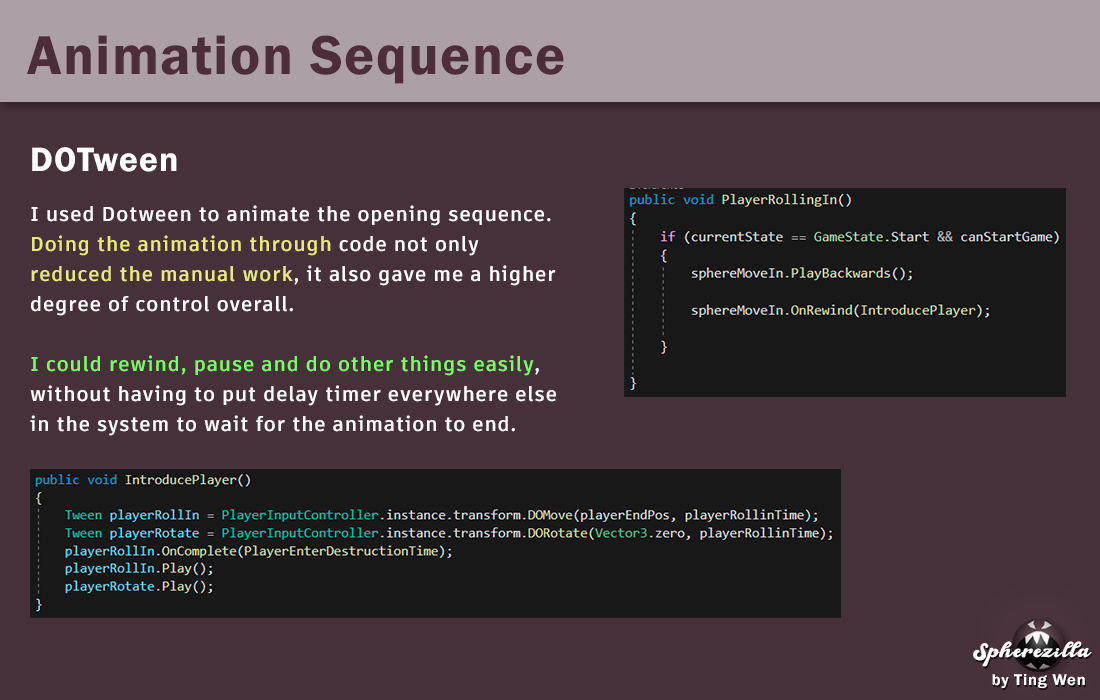 Animation Sequence
DOTween
I used Dotween to animate the opening sequence.
Doing the animation through code not only
reduced the manual work, it also gave me a higher
degree of control overall.
I could rewind, pause and do other things easily,
without having to put delay timer everywhere else
in the system to wait for the animation to end.
public void PlayerRollingIn()
{
if (currentState == GameState.Start && canStartGame)
{
sphereMoveIn.PlayBackwards();
sphereMoveIn.OnRewind(IntroducePlayer);
}
}
public void IntroducePlayer()
{
Tween playerRollIn = PlayerInputController.instance.transform.DOMove(playerEndPos, playerRollinTime);
Tween playerRotate = PlayerInputController.instance.transform.DORotate(Vector3.zero, playerRollinTime);
playerRollIn.OnComplete(PlayerEnterDestructionTime);
playerRollIn.Play();
playerRotate.Play();
}
Spherezilla
by Ting Wen